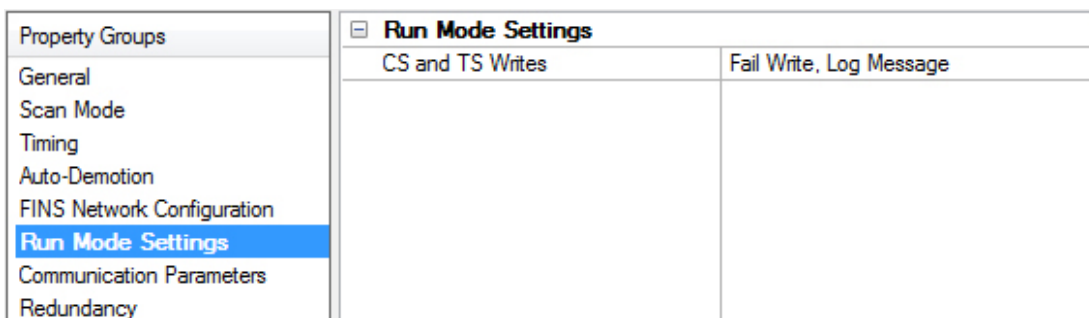 Property Groups
General
Scan Mode
Timing
Auto-Demotion
FINS Network Configuration
Run Mode Settings
Communication Parameters
Redundancy
Run Mode Settings
CS and TS Writes Fail Write, Log Message